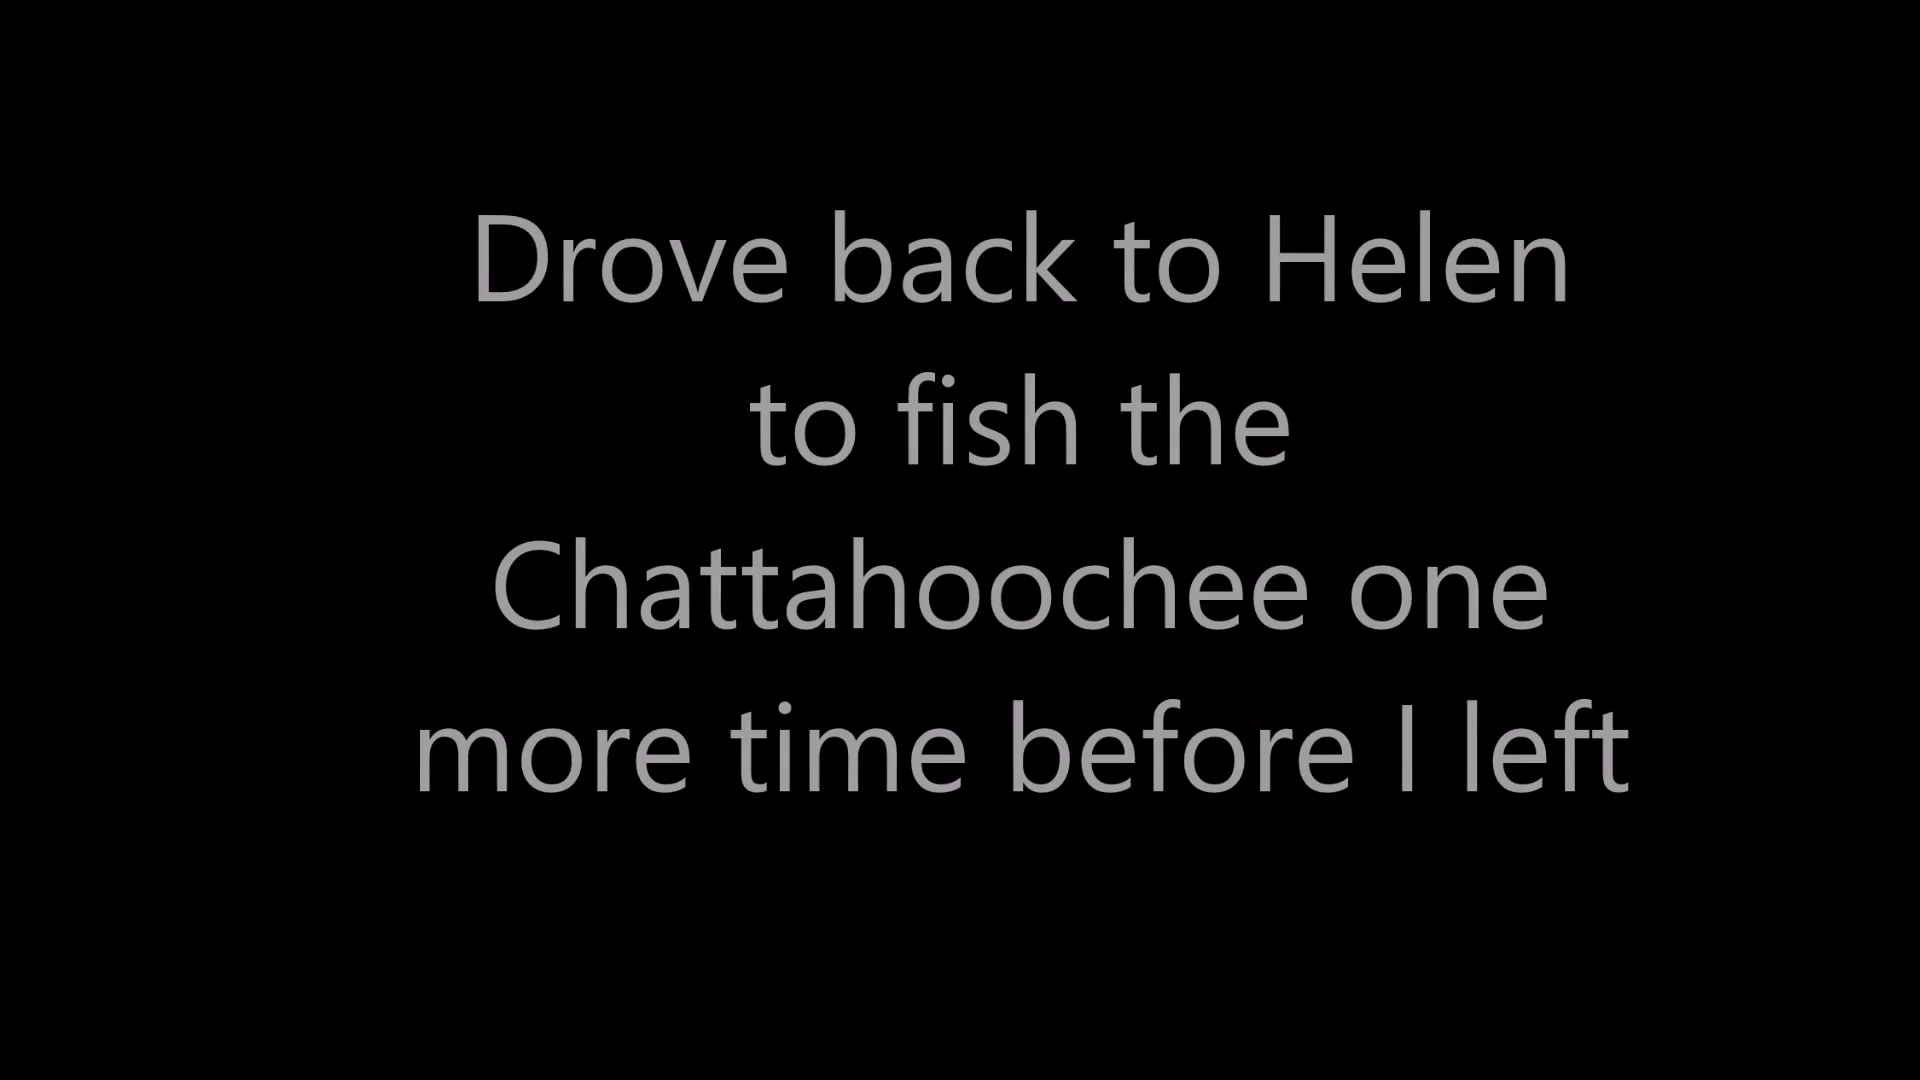 Drove back to Helen
to fish the
Chattahoochee one
more time before I left